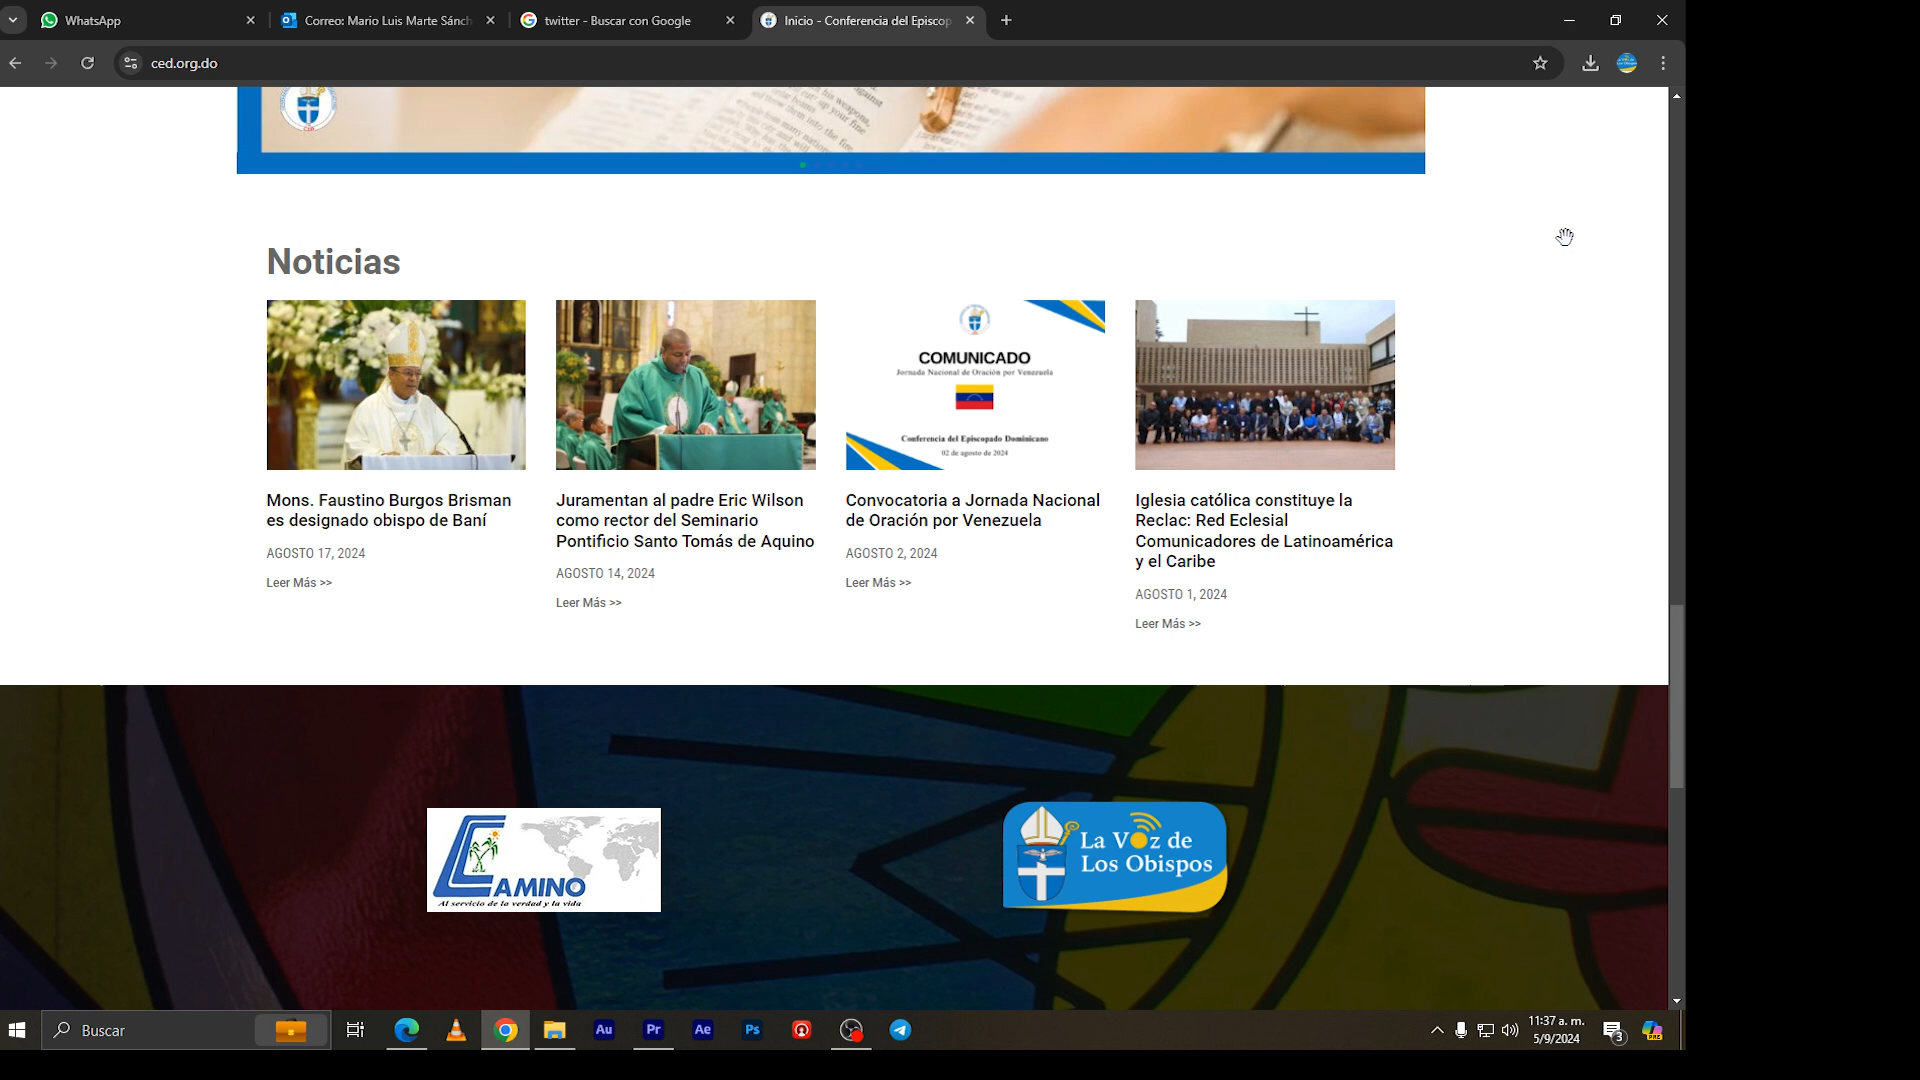 WhatsApp
Correo: Mario Luis Marte Sánch
twitter - Buscar con Google
Inicio - Conferencia del Episcop
ced.org.do
Noticias
COMUNICADO
Jornada Nacional de Oración por Venezuela
Conferencia del Episcopado Dominicano
02 de agosto de 2024
Mons. Faustino Burgos Brisman
es designado obispo de Baní
AGOSTO 17, 2024
Leer Más >>
Juramentan al padre Eric Wilson
como rector del Seminario
Pontificio Santo Tomás de Aquino
AGOSTO 14, 2024
Leer Más >>
Convocatoria a Jornada Nacional
de Oración por Venezuela
AGOSTO 2, 2024
Leer Más >>
Iglesia católica constituye la
Reclac: Red Eclesial
Comunicadores de Latinoamérica
y el Caribe
AGOSTO 1, 2024
Leer Más >>
CAMINO
Al servicio de la verdad y la vida
La Voz de
Los Obispos
Buscar
Au
Pr
Ae
Ps
11:37 a. m.
5/9/2024
3
PRE